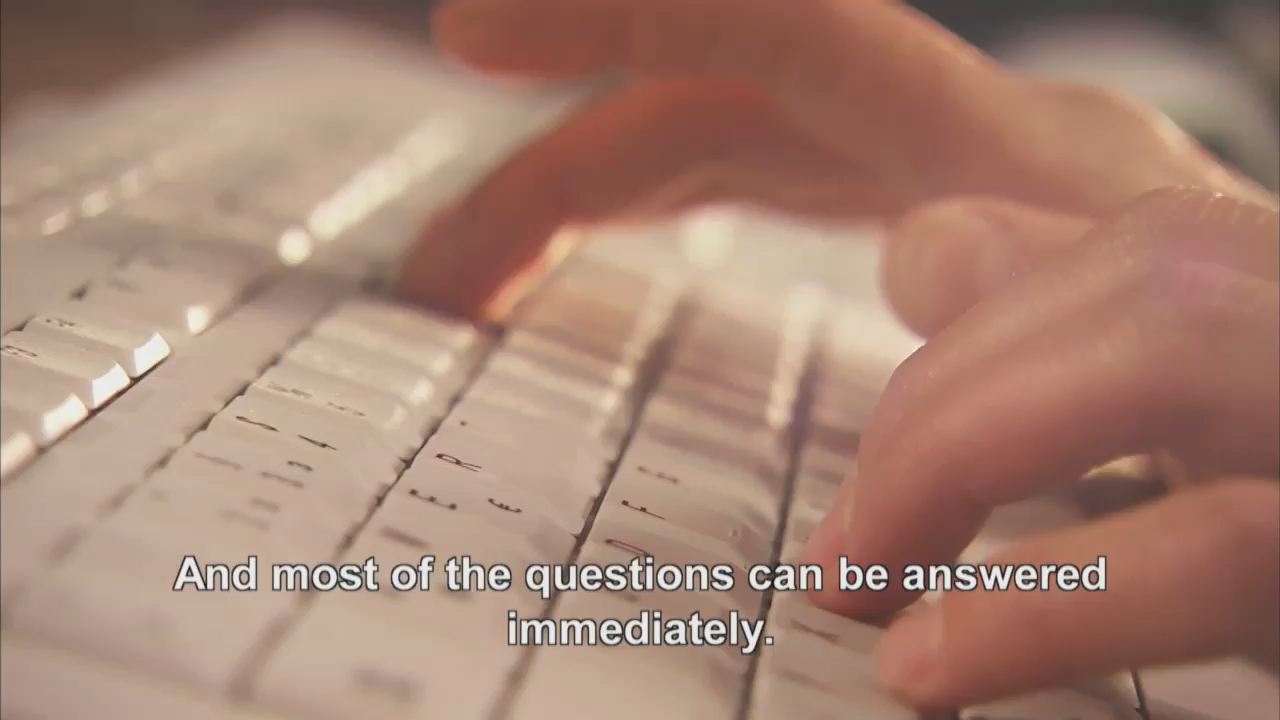 And most of the questions can be answered
immediately.